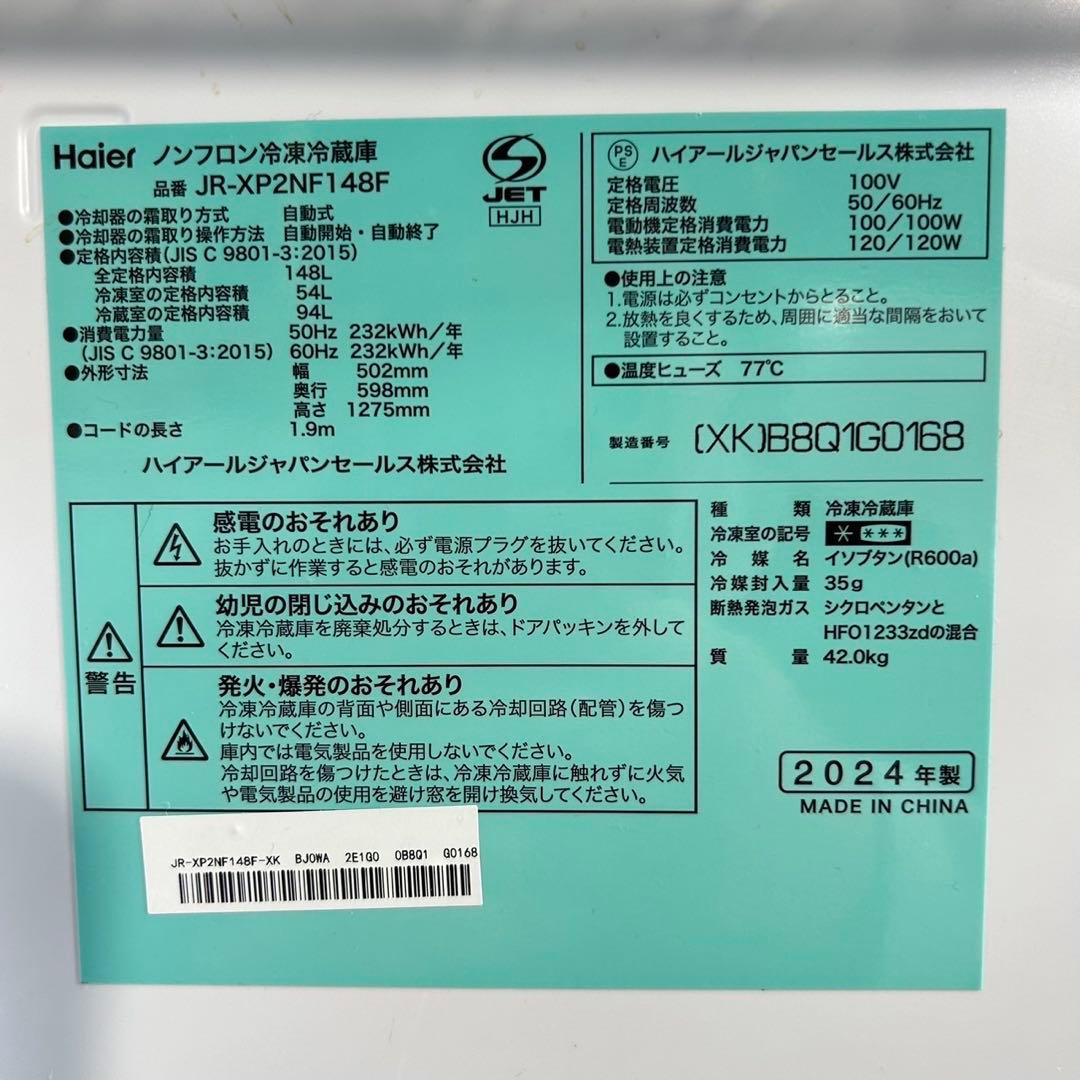 Haier ノンフロン冷凍冷蔵庫
品番 JR-XP2NF148F
●冷却器の霜取り方式 自動式
●冷却器の霜取り操作方法 自動開始・自動終了
●定格内容積(JIS C 9801-3:2015)
全定格内容積 148L
冷凍室の定格内容積 54L
冷蔵室の定格内容積 94L
●消費電力量 50Hz 232kWh/年
(JIS C 9801-3:2015) 60Hz 232kWh/年
●外形寸法 幅 502mm
奥行 598mm
高さ 1275mm
●コードの長さ 1.9m
ハイアールジャパンセールス株式会社
S
JET
HJH
PSE ハイアールジャパンセールス株式会社
定格電圧 100V
定格周波数 50/60Hz
電動機定格消費電力 100/100W
電熱装置定格消費電力 120/120W
●使用上の注意
1.電源は必ずコンセントからとること。
2.放熱を良くするため、周囲に適当な間隔をおいて
設置すること。
●温度ヒューズ 77℃
製造番号 (XK)B8Q1G0168
警告
感電のおそれあり
お手入れのときには、必ず電源プラグを抜いてください。
抜かずに作業すると感電のおそれがあります。
幼児の閉じ込みのおそれあり
冷凍冷蔵庫を廃棄処分するときは、ドアパッキンを外して
ください。
発火・爆発のおそれあり
冷凍冷蔵庫の背面や側面にある冷却回路(配管)を傷つ
けないでください。
庫内では電気製品を使用しないでください。
冷却回路を傷つけたときは、冷凍冷蔵庫に触れずに火気
や電気製品の使用を避け窓を開け換気してください。
種類 冷凍冷蔵庫
冷凍室の記号 * ***
冷媒名 イソブタン(R600a)
冷媒封入量 35g
断熱発泡ガス シクロペンタンと
HFO1233zdの混合
質量 42.0kg
2024年製
MADE IN CHINA
JR-XP2NF148F-XK BJ0WA 2E1G0 0B8Q1 G0168